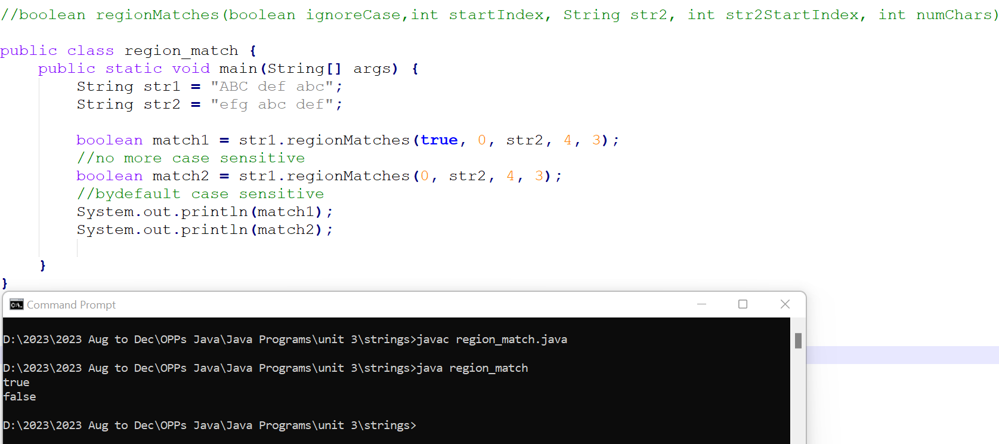 //boolean regionMatches(boolean ignoreCase,int startIndex, String str2, int str2StartIndex, int numChars)
public class region_match {
public static void main(String[] args) {
String str1 = "ABC def abc";
String str2 = "efg abc def";
boolean match1 = str1.regionMatches(true, 0, str2, 4, 3);
//no more case sensitive
boolean match2 = str1.regionMatches(0, str2, 4, 3);
//bydefault case sensitive
System.out.println(match1);
System.out.println(match2);
}
}
Command Prompt
D:\2023\2023 Aug to Dec\OPPs Java\Java Programs\unit 3\strings>javac region_match.java
D:\2023\2023 Aug to Dec\OPPs Java\Java Programs\unit 3\strings>java region_match
true
false
D:\2023\2023 Aug to Dec\OPPs Java\Java Programs\unit 3\strings>